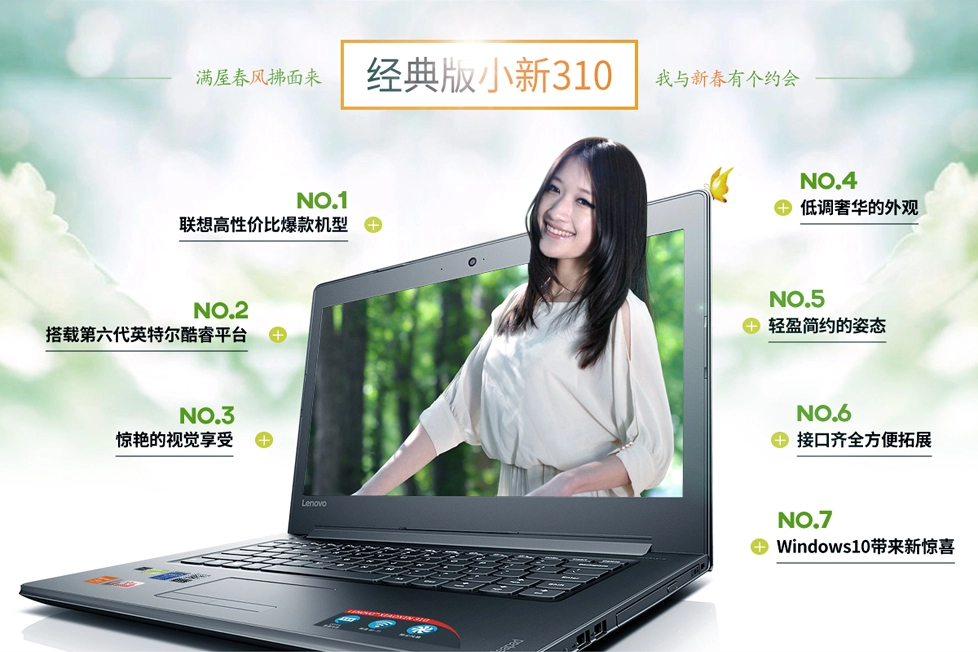 满屋春风拂面来
经典版小新310
我与新春有个约会
NO.1
联想高性价比爆款机型
NO.2
搭载第六代英特尔酷睿平台
NO.3
惊艳的视觉享受
NO.4
低调奢华的外观
NO.5
轻盈简约的姿态
NO.6
接口齐全方便拓展
NO.7
Windows10带来新惊喜
Lenovo
LENOVO XIAOXIN 310